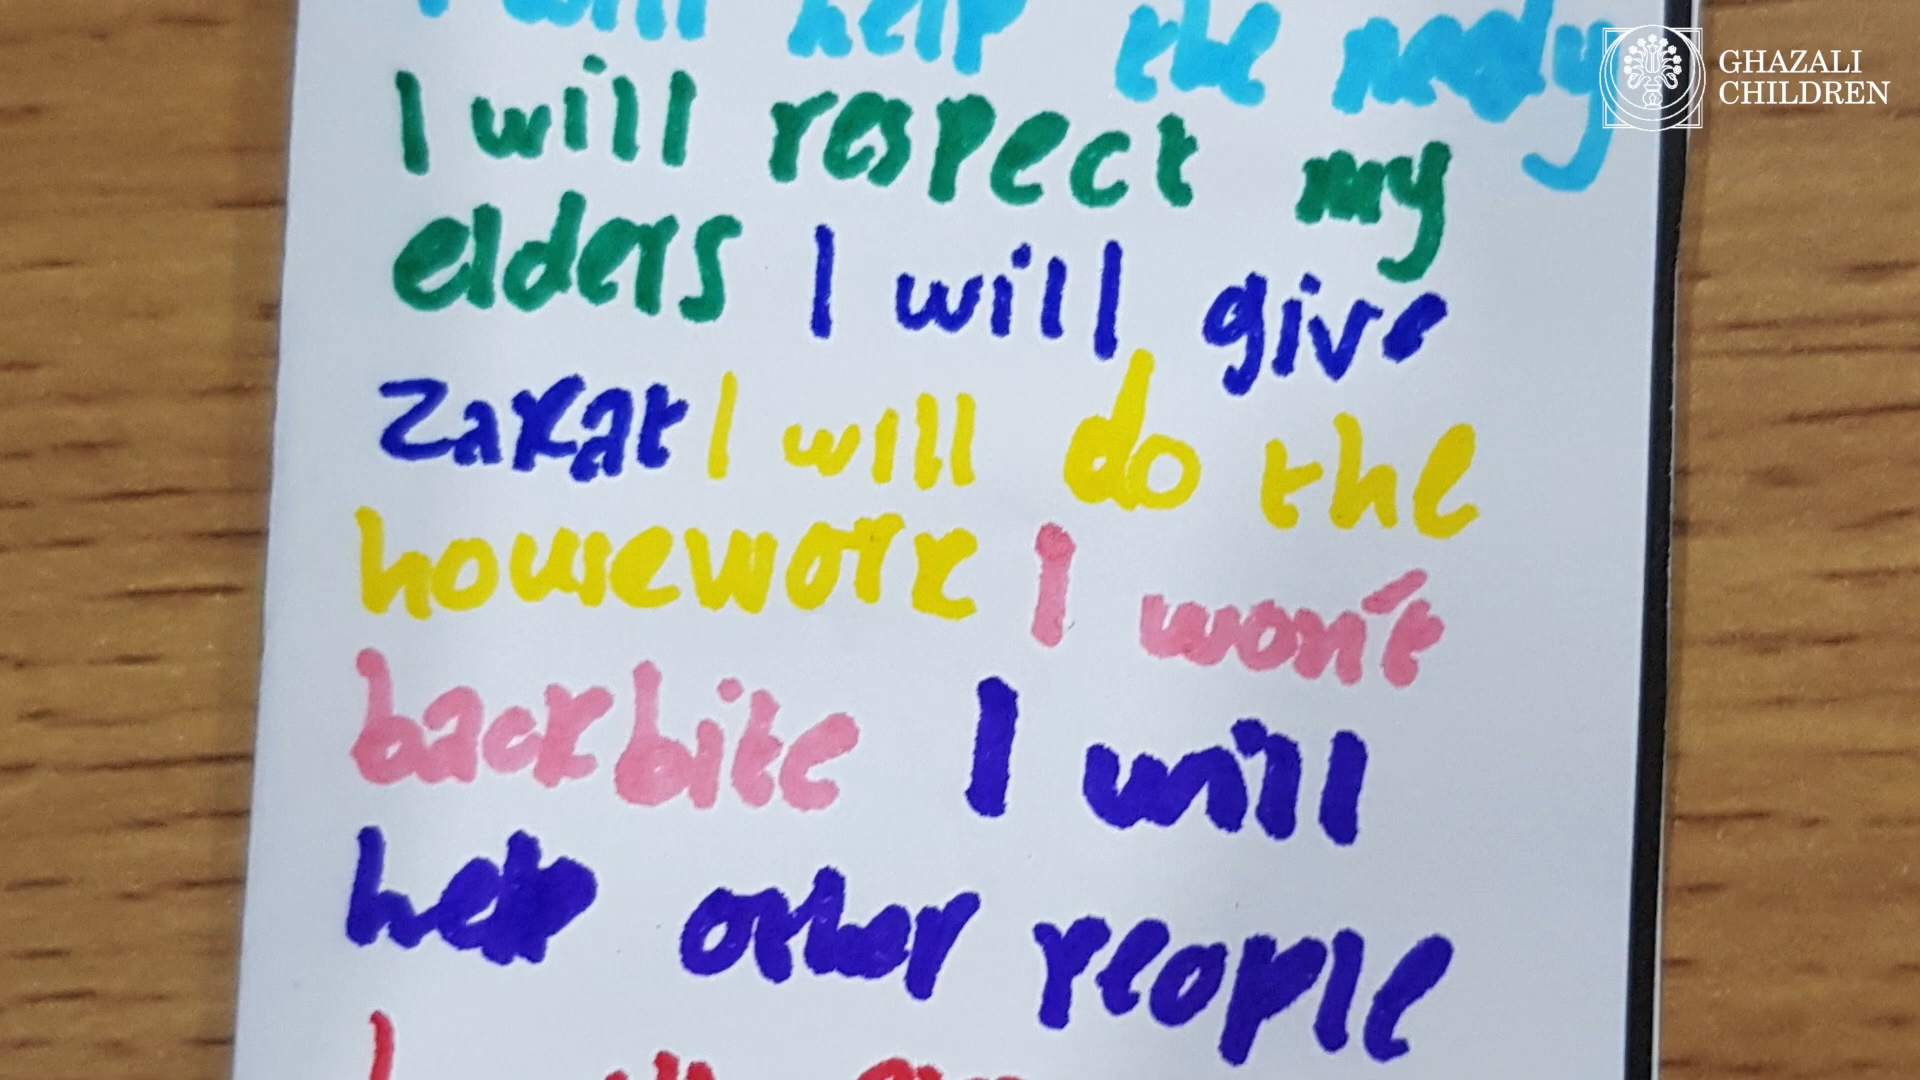 I will help the needy
I will respect my
elders I will give
zakat I will do the
housework I won't
backbite I will
help other people
I will
GHAZALI
CHILDREN